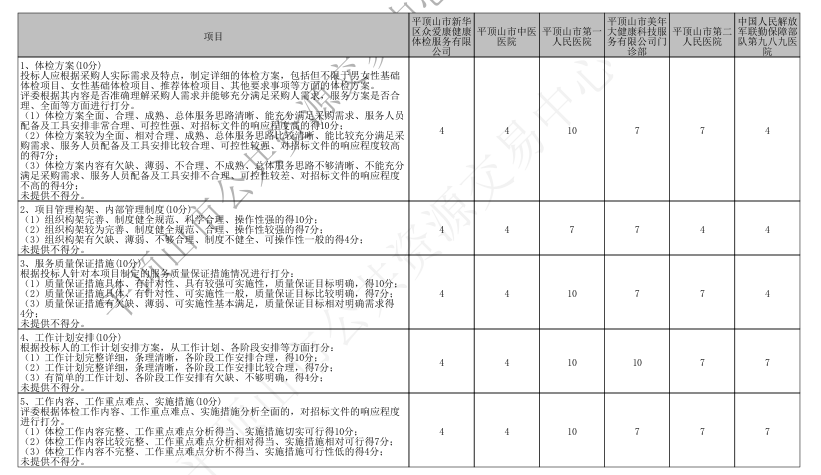 项目
平顶山市新华
区众爱康健康
体检服务有限
公司
平顶山市中医
医院
平顶山市第一
人民医院
平顶山市美年
大健康科技服
务有限公司门
诊部
平顶山市第二
人民医院
中国人民解放
军联勤保障部
队第九八九医
院
1、体检方案(10分)
投标人应根据采购人实际需求及特点，制定详细的体检方案，包括但不限于男女性基础
体检项目、女性基础体检项目、推荐体检项目、其他要求事项等方面的体检方案。
评委根据其内容是否准确理解采购人需求并能够充分满足采购人需求，服务方案是否合
理、全面等方面进行打分。
（1）体检方案全面、合理、成熟、总体服务思路清晰、能充分满足采购需求、服务人员
配备及工具安排非常合理、可控性强、对招标文件的响应程度高的得10分；
（2）体检方案较为全面、相对合理、成熟、总体服务思路比较清晰、能比较充分满足采
购需求、服务人员配备及工具安排比较合理、可控性较强、对招标文件的响应程度较高
的得7分；
（3）体检方案内容有欠缺、薄弱、不合理、不成熟、总体服务思路不够清晰、不能充分
满足采购需求、服务人员配备及工具安排不合理、可控性较差、对招标文件的响应程度
不高的得4分；
未提供不得分。
4 4 10 7 7 4
2、项目管理构架、内部管理制度(10分)
（1）组织构架完善、制度健全规范、科学合理、操作性强的得10分；
（2）组织构架较为完善、制度健全规范、合理、操作性较强的得7分；
（3）组织构架有欠缺、薄弱、不够合理、制度不健全、可操作性一般的得4分；
未提供不得分。
4 4 7 7 4 4
3、服务质量保证措施(10分)
根据投标人针对本项目制定的服务质量保证措施情况进行打分：
（1）质量保证措施具体、有针对性、具有较强可实施性，质量保证目标明确，得10分；
（2）质量保证措施具体、有针对性、可实施性一般，质量保证目标比较明确，得7分；
（3）质量保证措施有欠缺、薄弱、可实施性基本满足，质量保证目标相对明确需求得
4分；
未提供不得分。
4 4 10 7 7 4
4、工作计划安排(10分)
根据投标人的工作计划安排方案，从工作计划、各阶段安排等方面打分：
（1）工作计划完整详细，条理清晰，各阶段工作安排合理，得10分；
（2）工作计划完整详细，条理清晰，各阶段工作安排比较合理，得7分；
（3）有简单的工作计划、各阶段工作安排有欠缺、不够明确，得4分；
未提供不得分。
4 4 10 10 7 7
5、工作内容、工作重点难点、实施措施(10分)
评委根据体检工作内容、工作重点难点、实施措施分析全面的，对招标文件的响应程度
进行打分。
（1）体检工作内容完整、工作重点难点分析得当、实施措施切实可行得10分；
（2）体检工作内容比较完整、工作重点难点分析相对得当、实施措施相对可行得7分；
（3）体检工作内容不完整、工作重点难点分析不得当、实施措施可行性低的得4分；
未提供不得分。
4 4 10 7 7 7
平顶山市公共资源交易中心
平顶山市公共资源交易中心